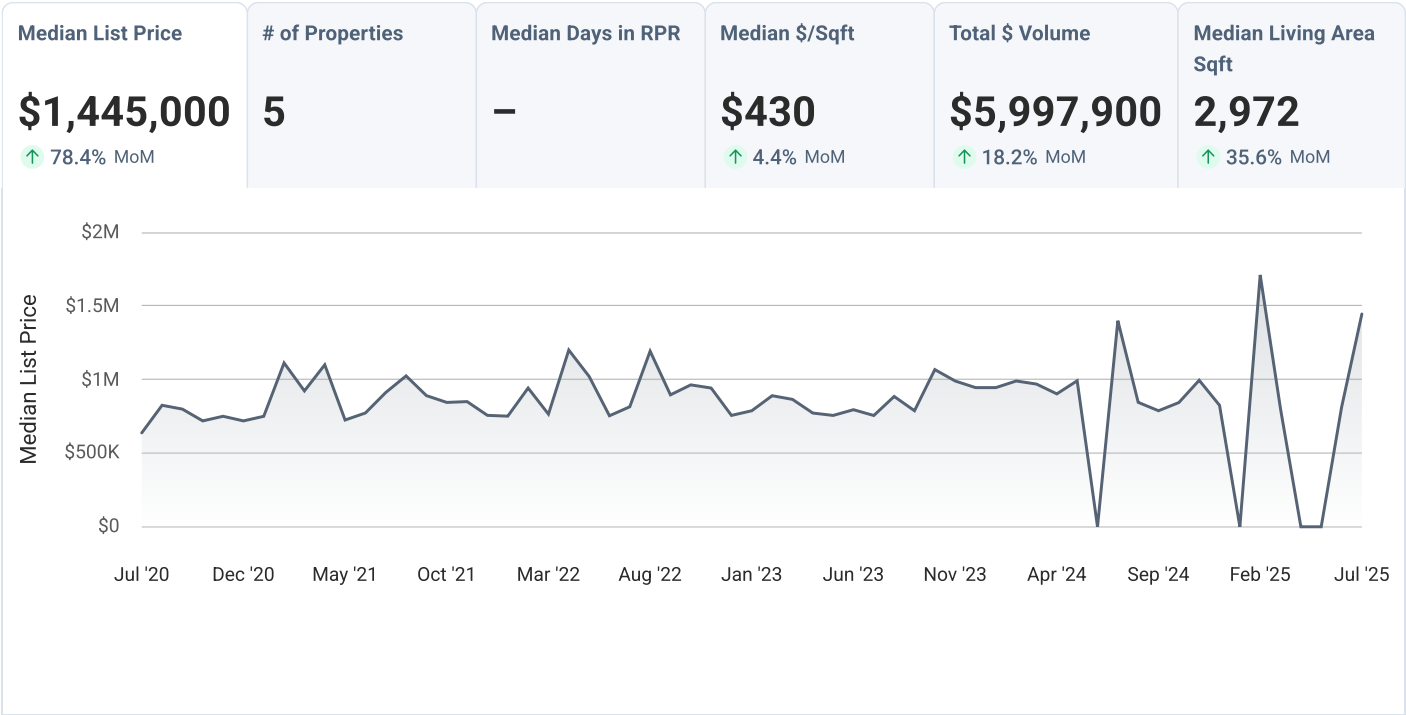 Median List Price
$1,445,000
78.4% MoM
# of Properties
5
Median Days in RPR
–
Median $/Sqft
$430
4.4% MoM
Total $ Volume
$5,997,900
18.2% MoM
Median Living Area
Sqft
2,972
35.6% MoM
Median List Price
$2M
$1.5M
$1M
$500K
$0
Jul '20 Dec '20 May '21 Oct '21 Mar '22 Aug '22 Jan '23 Jun '23 Nov '23 Apr '24 Sep '24 Feb '25 Jul '25